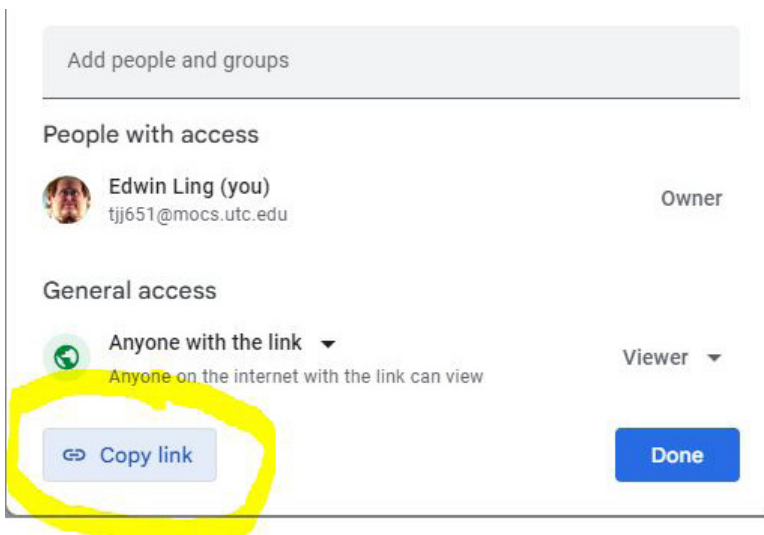 Add people and groups
People with access
Edwin Ling (you)
Owner
tjj651@mocs.utc.edu
General access
Anyone with the link
Viewer
Anyone on the internet with the link can view
Copy link
Done